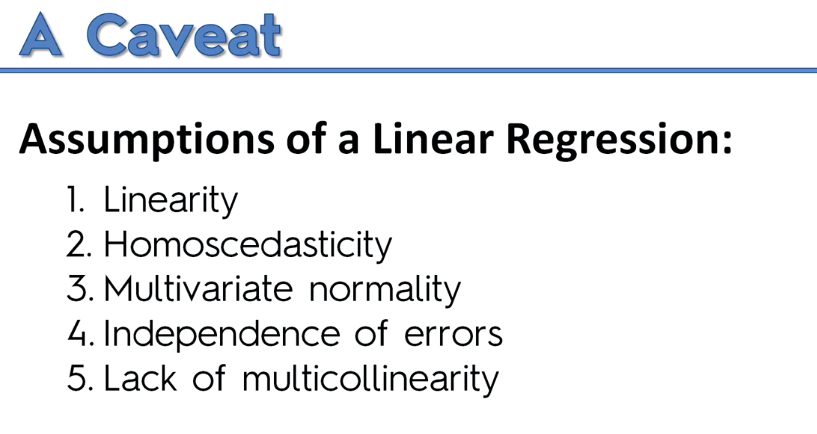 A Caveat
Assumptions of a Linear Regression:
1. Linearity
2. Homoscedasticity
3. Multivariate normality
4. Independence of errors
5. Lack of multicollinearity